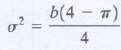 σ² = b(4 − π)/4